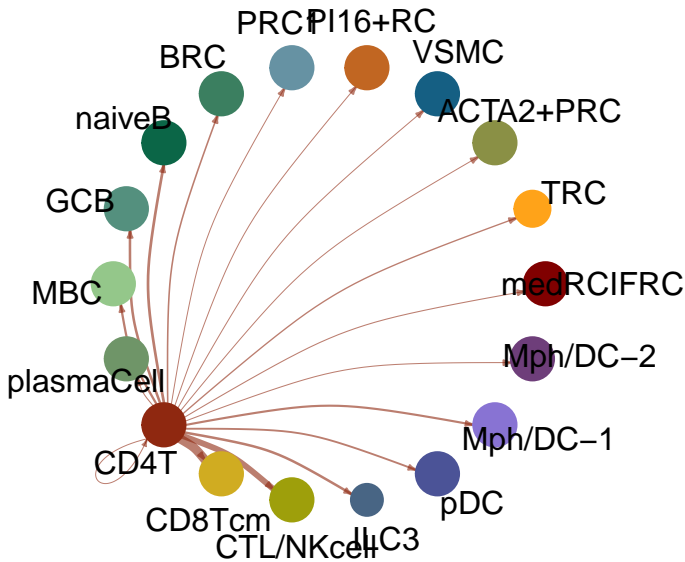 PRC1
PI16+RC
BRC
VSMC
naiveB
ACTA2+PRC
GCB
TRC
MBC
medRCIFRC
Mph/DC−2
plasmaCell
Mph/DC−1
CD4T
pDC
CD8Tcm
ILC3
CTL/NKcell